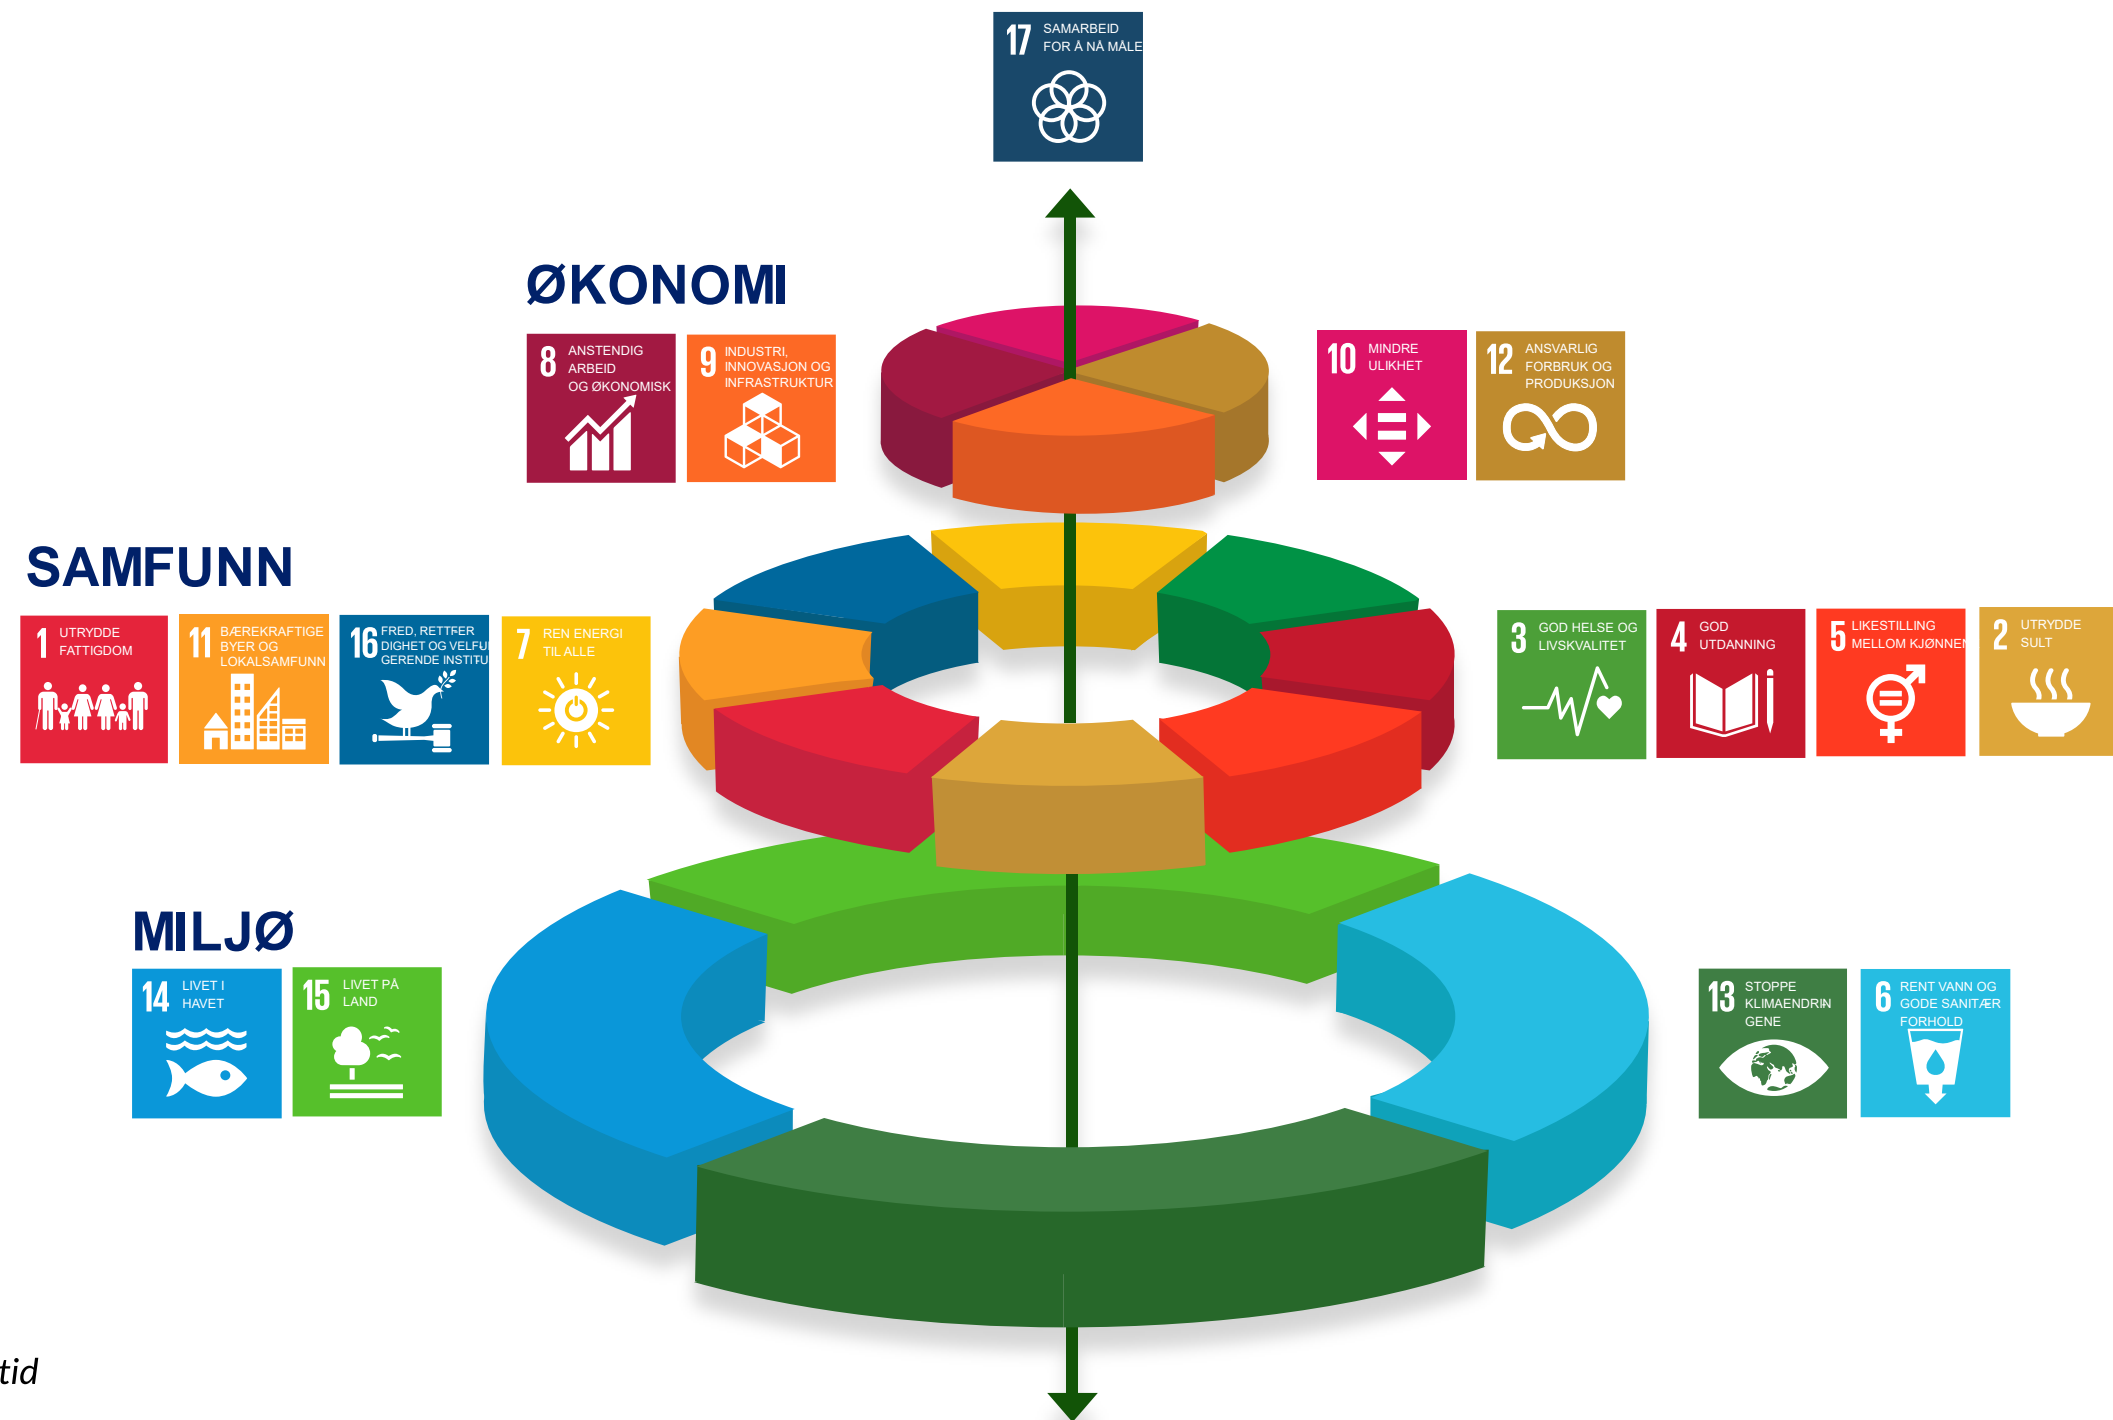 17 SAMARBEID
FOR Å NÅ MÅLE
ØKONOMI
8 ANSTENDIG
ARBEID
OG ØKONOMISK
9 INDUSTRI,
INNOVASJON OG
INFRASTRUKTUR
10 MINDRE
ULIKHET
12 ANSVARLIG
FORBRUK OG
PRODUKSJON
SAMFUNN
1 UTRYDDE
FATTIGDOM
11 BÆREKRAFTIGE
BYER OG
LOKALSAMFUNN
16 FRED, RETTFER
DIGHET OG VELFU
GERENDE INSTITU
7 REN ENERGI
TIL ALLE
3 GOD HELSE OG
LIVSKVALITET
4 GOD
UTDANNING
5 LIKESTILLING
MELLOM KJØNNEN
2 UTRYDDE
SULT
MILJØ
14 LIVET I
HAVET
15 LIVET PÅ
LAND
13 STOPPE
KLIMAENDRIN
GENE
6 RENT VANN OG
GODE SANITÆR
FORHOLD
tid